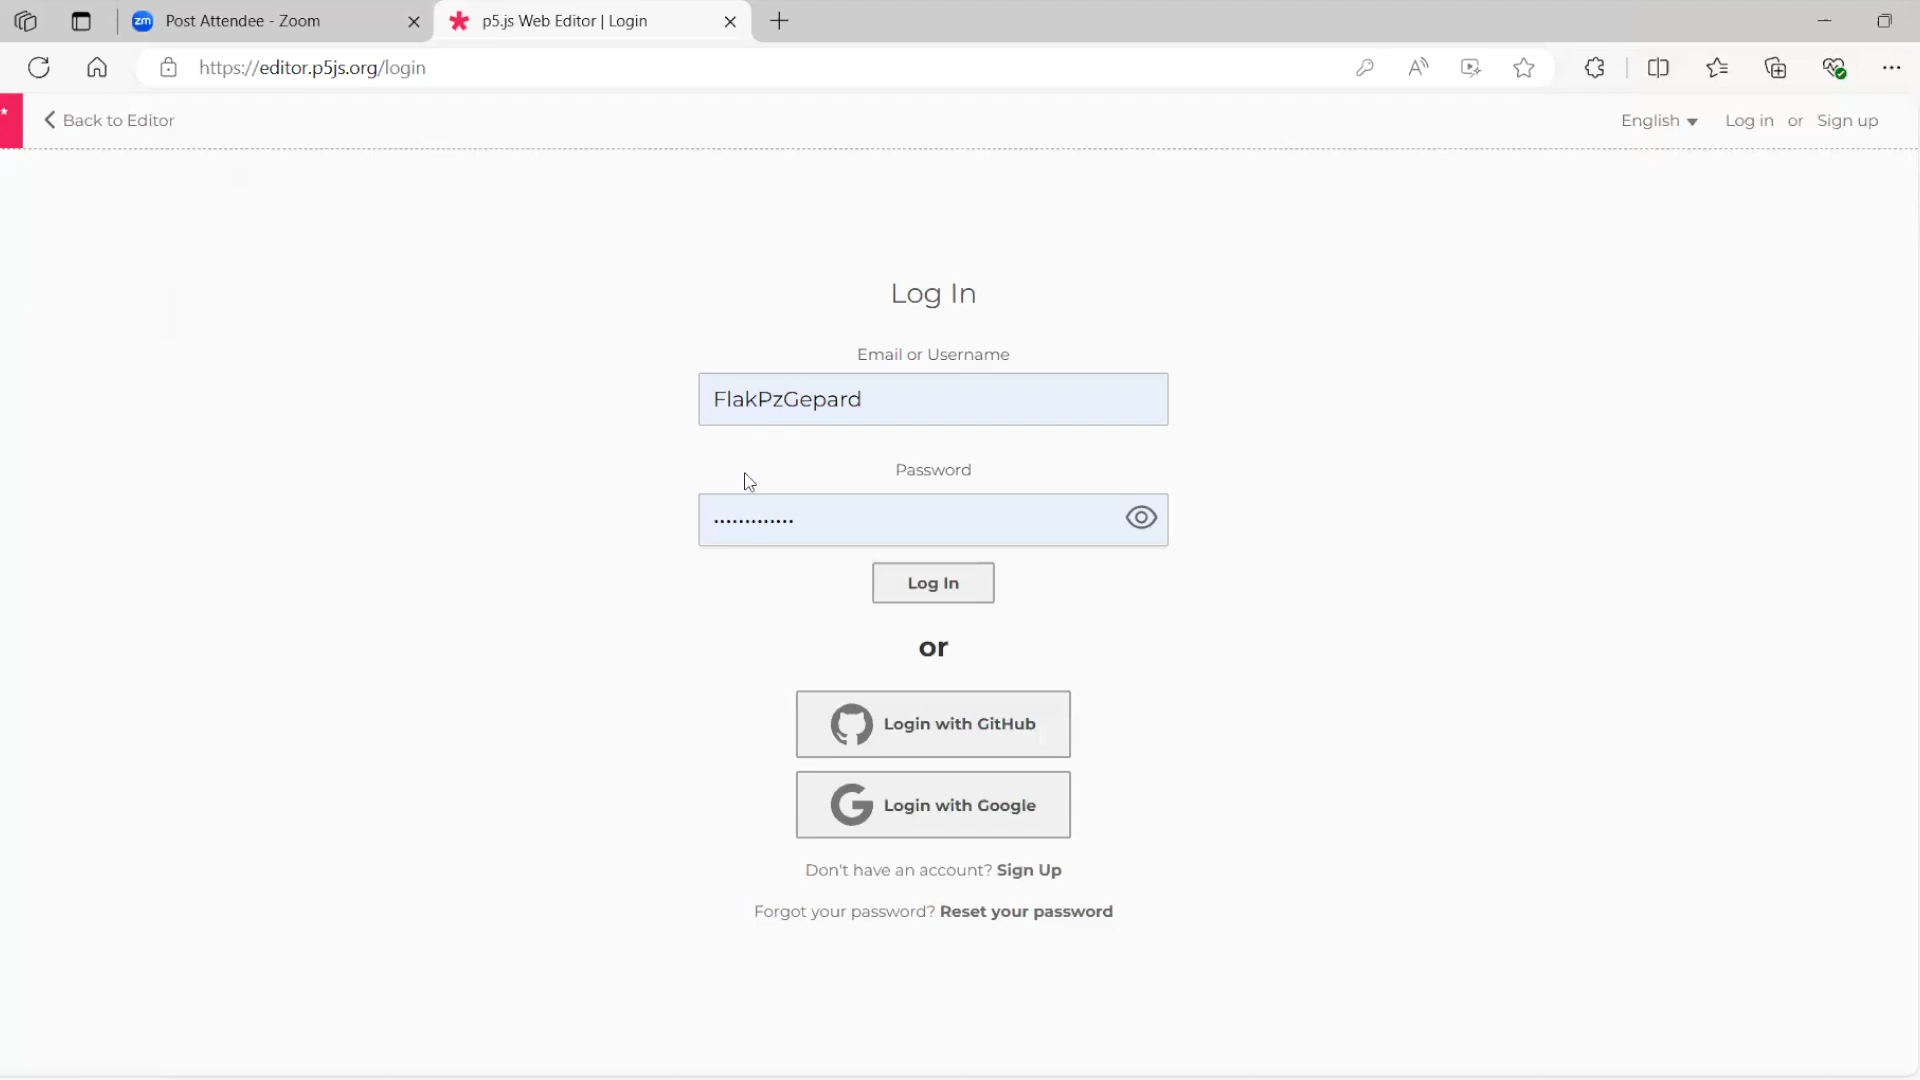 zm Post Attendee - Zoom
p5.js Web Editor | Login
https://editor.p5js.org/login
Back to Editor
English
Log in or Sign up
Log In
Email or Username
FlakPzGepard
Password
•••••••••••••
Log In
or
Login with GitHub
Login with Google
Don't have an account? Sign Up
Forgot your password? Reset your password